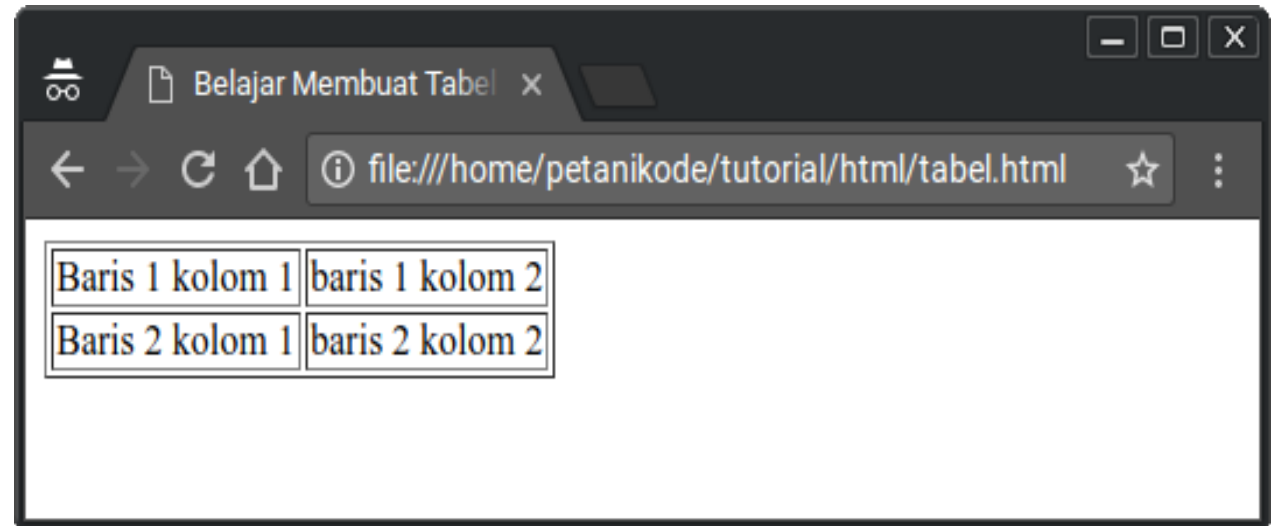 Belajar Membuat Tabel
file:///home/petanikode/tutorial/html/tabel.html
Baris 1 kolom 1 baris 1 kolom 2
Baris 2 kolom 1 baris 2 kolom 2